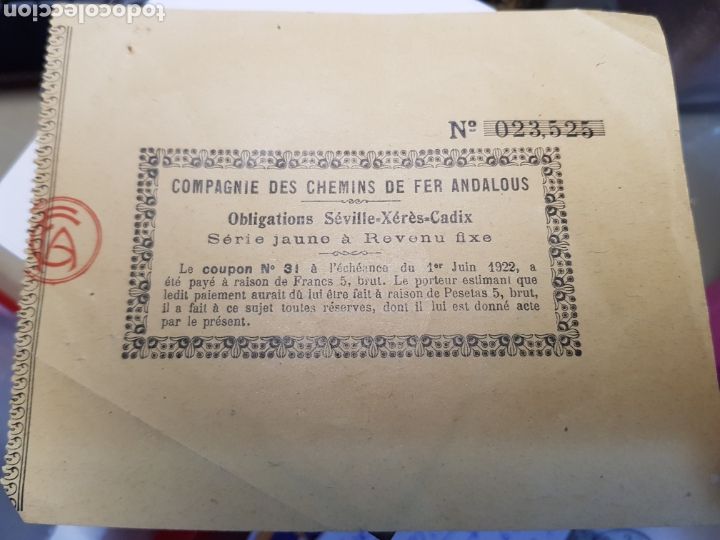 todocoleccion
Nº 023,525
COMPAGNIE DES CHEMINS DE FER ANDALOUS
Obligations Séville-Xérès-Cadix
Série jaune à Revenu fixe
Le coupon Nº 31 à l'échéance du 1er Juin 1922, a
été payé à raison de Francs 5, brut. Le porteur estimant que
ledit paiement aurait dû lui être fait à raison de Pesetas 5, brut,
il a fait à ce sujet toutes réserves, dont il lui est donné acte
par le présent.